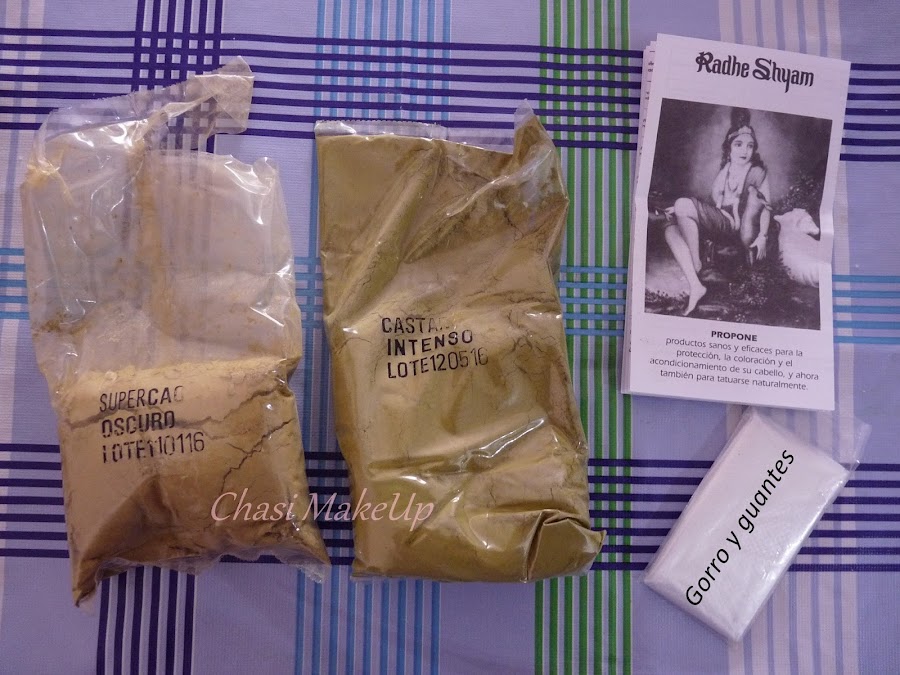 SUPERCAO
OSCURO
LOTE110116
CASTAÑ
INTENSO
LOTE120516
Chasi MakeUp
Radhe Shyam
PROPONE
productos sanos y eficaces para la
protección, la coloración y el
acondicionamiento de su cabello, y ahora
también para tatuarse naturalmente.
Gorro y guantes